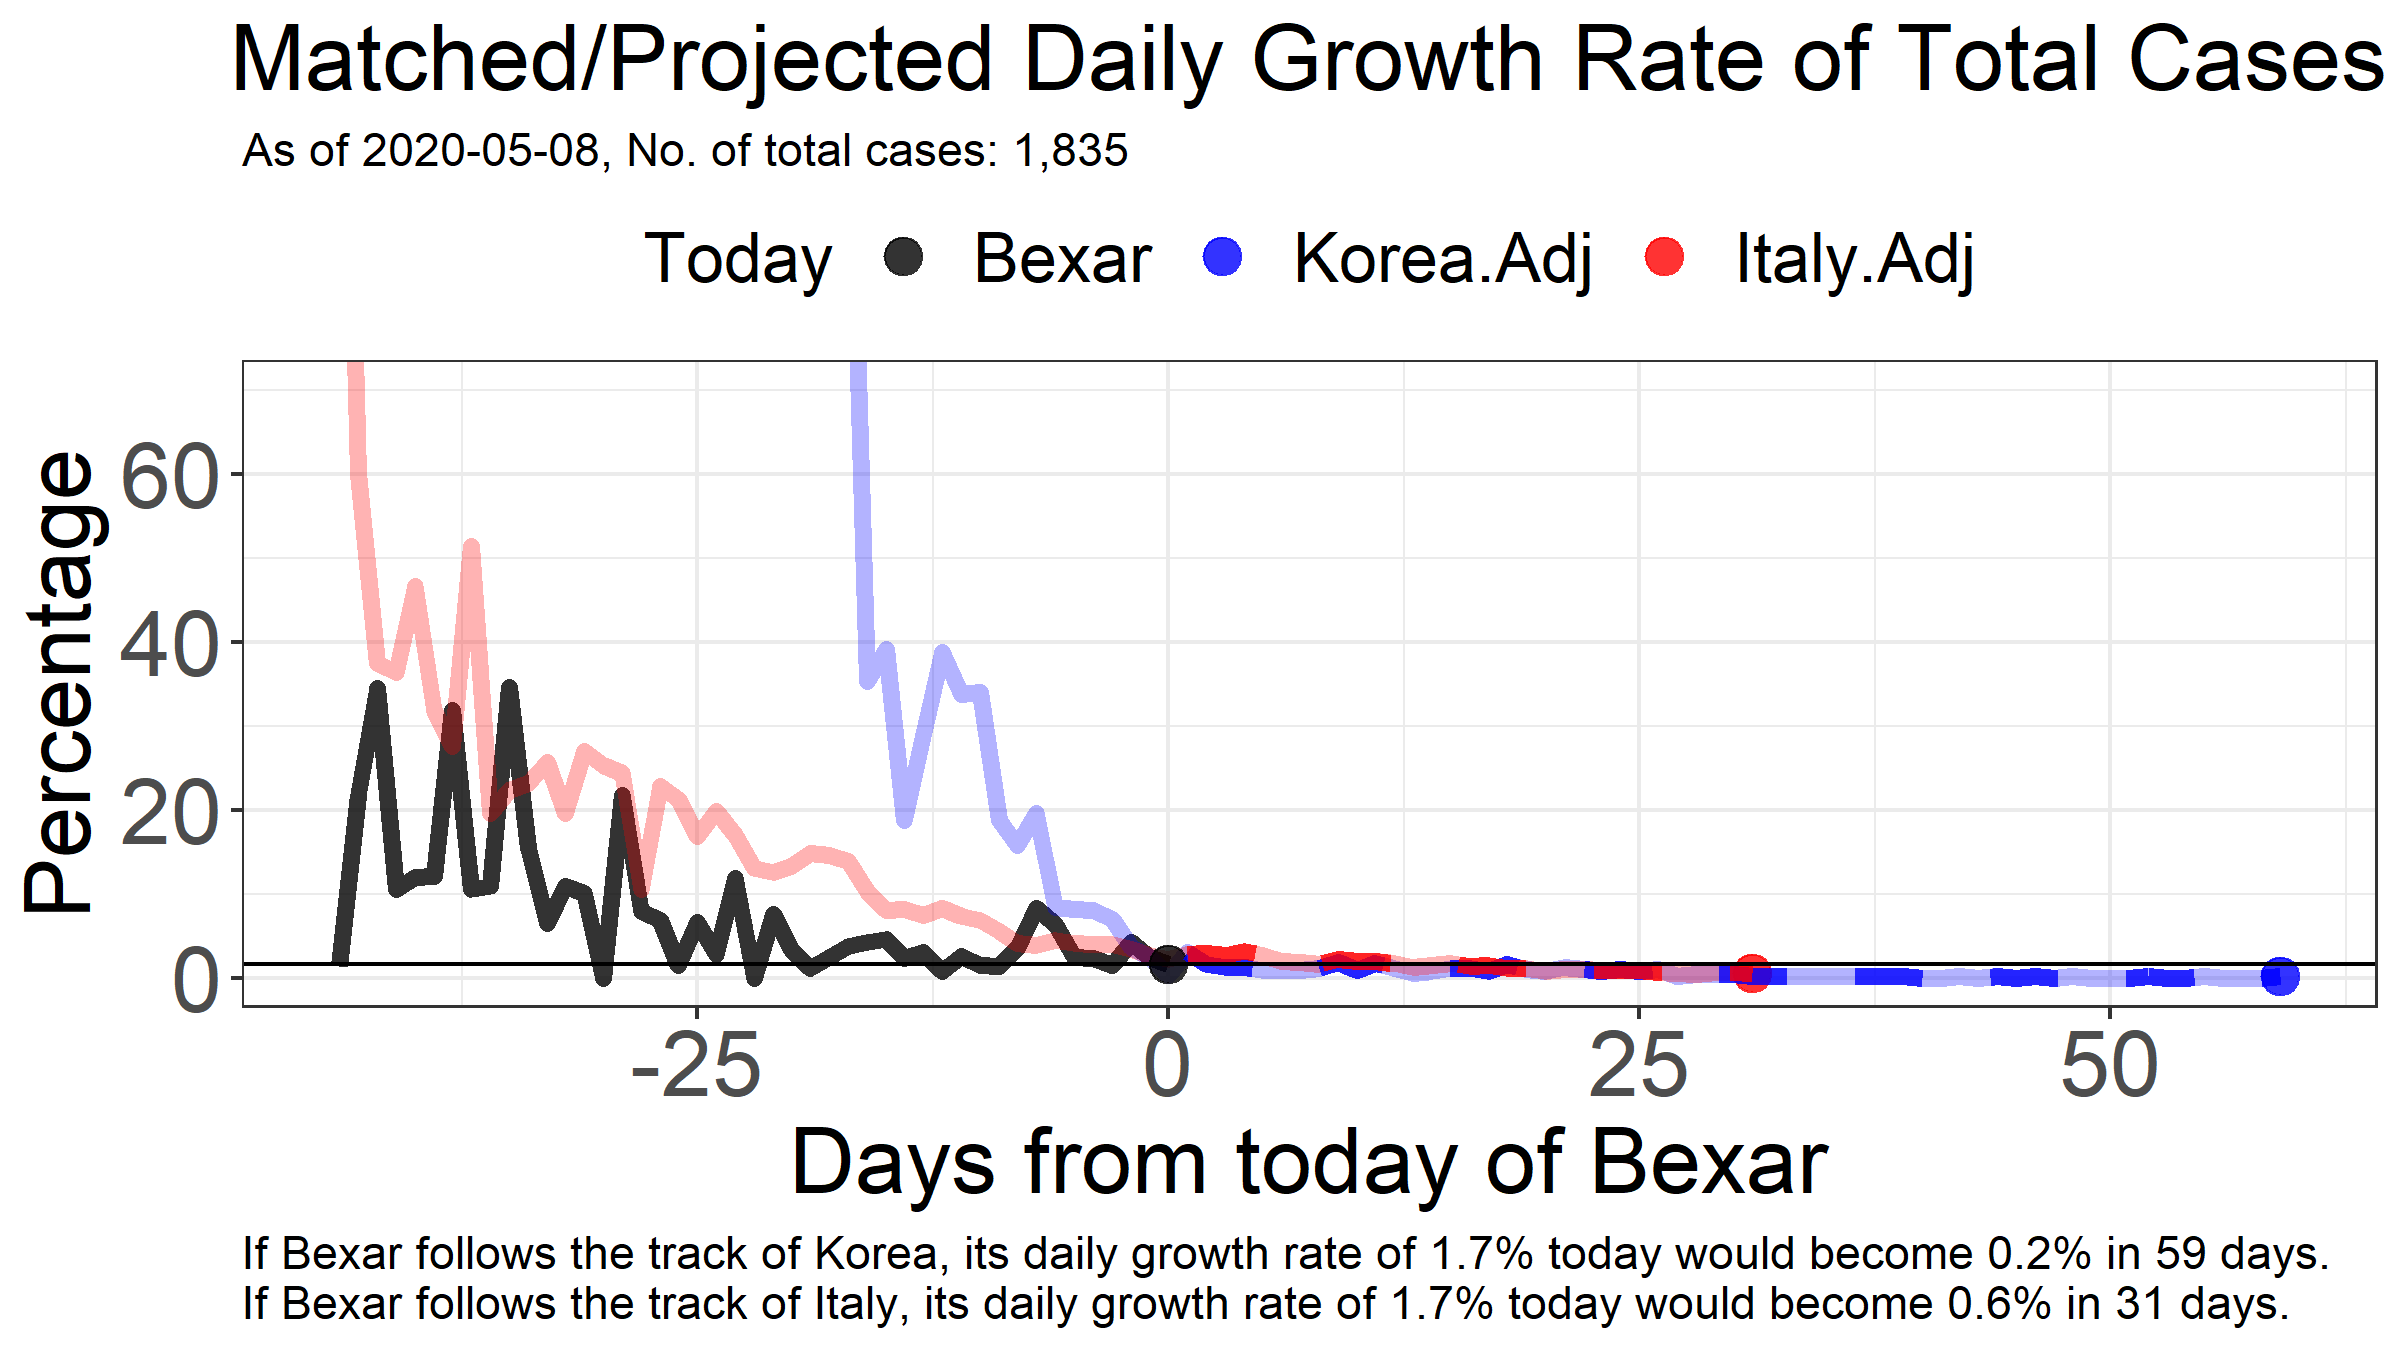 Matched/Projected Daily Growth Rate of Total Cases
As of 2020-05-08, No. of total cases: 1,835
Today Bexar Korea.Adj Italy.Adj
Percentage
60
40
20
0
-25 0 25 50
Days from today of Bexar
If Bexar follows the track of Korea, its daily growth rate of 1.7% today would become 0.2% in 59 days.
If Bexar follows the track of Italy, its daily growth rate of 1.7% today would become 0.6% in 31 days.